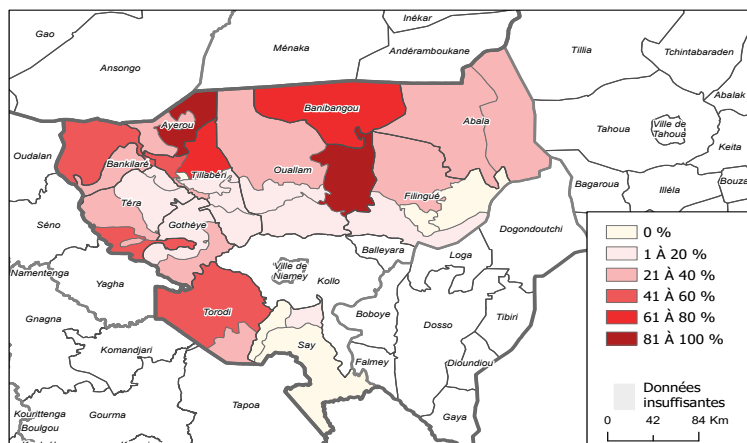 Gao
Ansongo
Ménaka
Inékar
Andéramboukane
Tillia
Tchintabaraden
Abalak
Banibangou
Ayerou
Abala
Tahoua
Ville de
Tahoua
Keita
Oudalan
Bankilaré
Tillabéri
Ouallam
Filingué
Bagaroua
Illéla
Bouza
Téra
Gothèye
Séno
Dogondoutchi
Balleyara
Loga
Namentenga
Yagha
Ville de
Niamey
Kollo
Gnagna
Torodi
Boboye
Dosso
Tibiri
Komandjari
Say
Falmey
Dioundiou
Kourittenga
Boulgou
Gourma
Tapoa
Gaya
0 %
1 À 20 %
21 À 40 %
41 À 60 %
61 À 80 %
81 À 100 %
Données
insuffisantes
0 42 84 Km